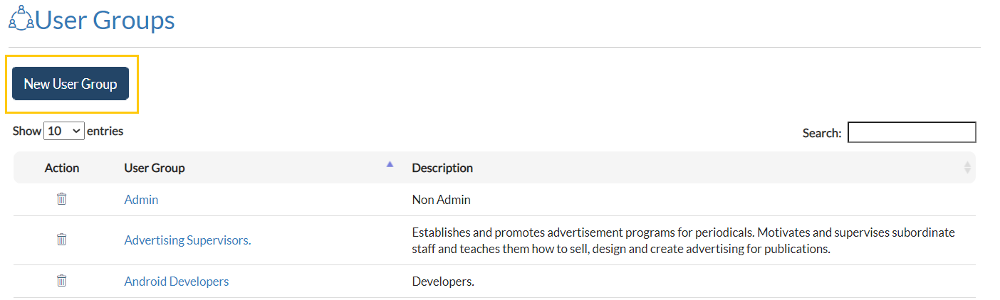 User Groups
New User Group
Show 10 entries
Search:
Action User Group Description
Admin Non Admin
Advertising Supervisors. Establishes and promotes advertisement programs for periodicals. Motivates and supervises subordinate
staff and teaches them how to sell, design and create advertising for publications.
Android Developers Developers.